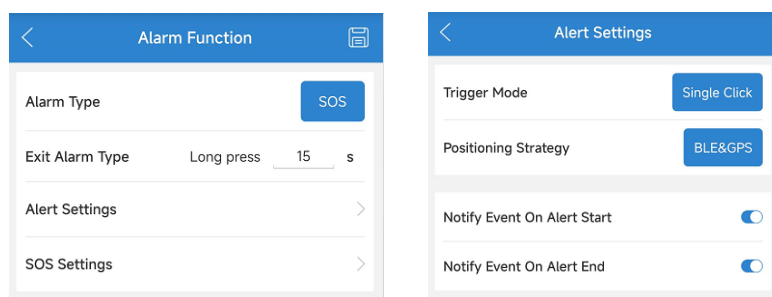 Alarm Function
Alarm Type SOS
Exit Alarm Type Long press 15 s
Alert Settings
SOS Settings
Alert Settings
Trigger Mode Single Click
Positioning Strategy BLE&GPS
Notify Event On Alert Start
Notify Event On Alert End